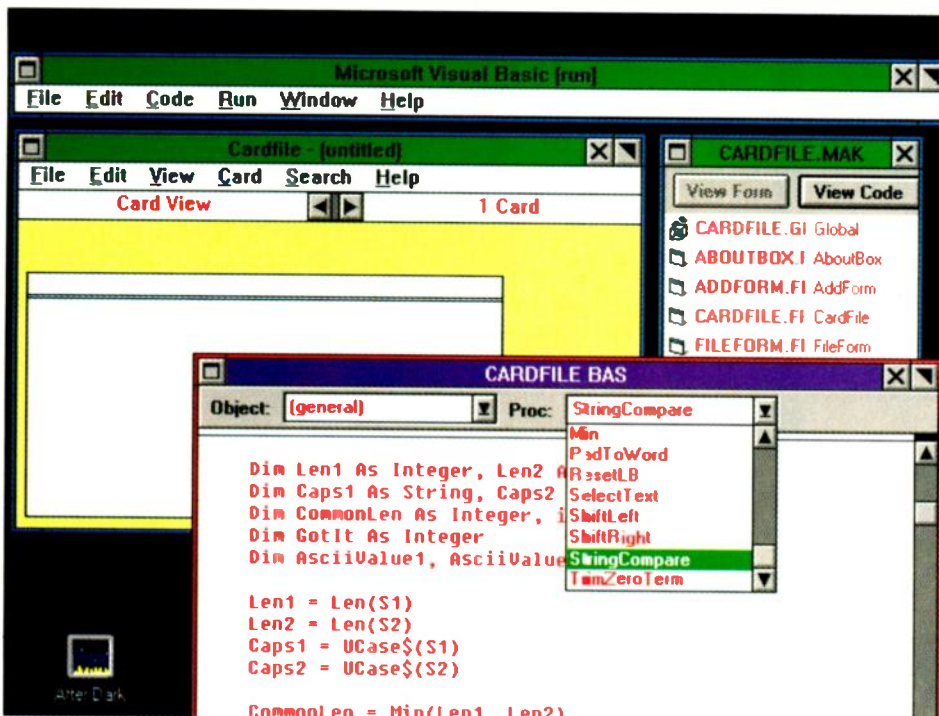 Microsoft Visual Basic [run]
File Edit Code Run Window Help
Cardfile - (untitled)
File Edit View Card Search Help
Card View 1 Card
CARDFILE.MAK
View Form View Code
CARDFILE.GI Global
ABOUTBOX.F AboutBox
ADDFORM.FI AddForm
CARDFILE.FI CardFile
FILEFORM.FI FileForm
CARDFILE BAS
Object: (general) Proc: StringCompare
Min
PadToWord
ResetLB
SelectText
ShiftLeft
ShiftRight
StringCompare
TrimZeroTerm
Dim Len1 As Integer, Len2 A
Dim Caps1 As String, Caps2
Dim CommonLen As Integer, i
Dim GotIt As Integer
Dim AsciiValue1, AsciiValue
Len1 = Len(S1)
Len2 = Len(S2)
Caps1 = UCase$(S1)
Caps2 = UCase$(S2)
CommonLen = Min(Len1, Len2)
After Dark